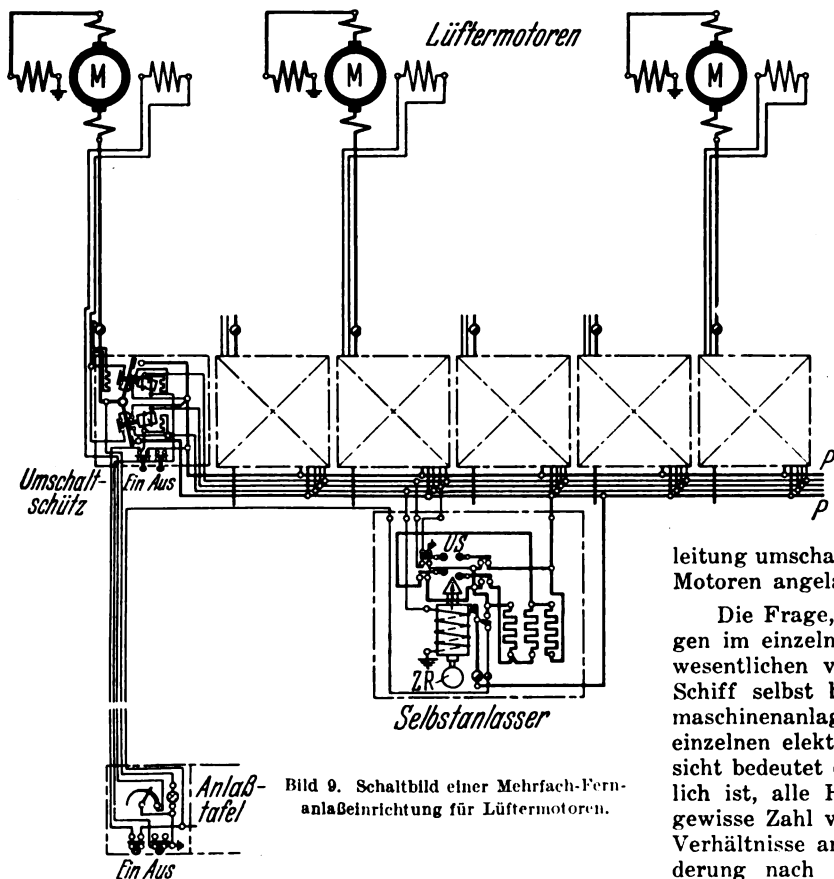 Lüftermotoren
M
M
M
Umschalt-
schütz
Ein Aus
P
P
US
ZR
Selbstanlasser
Anlaß-
tafel
Ein Aus
Bild 9. Schaltbild einer Mehrfach-Fern-
anlaßeinrichtung für Lüftermotoren.
leitung umscha
Motoren angela
Die Frage,
gen im einzeln
wesentlichen v
Schiff selbst b
maschinenanlag
einzelnen elekt
sicht bedeutet
lich ist, alle H
gewisse Zahl v
Verhältnisse an
derung nach